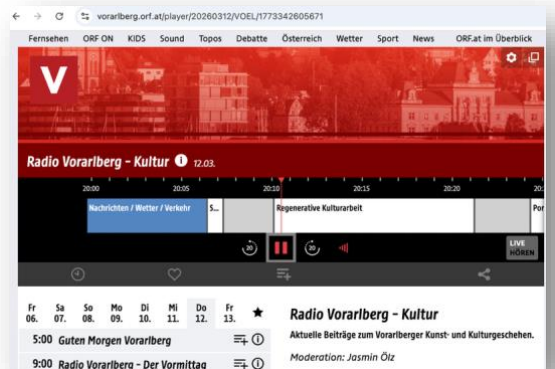 vorarlberg.orf.at/player/20260312/VOEL/1773342605671
Fernsehen ORF ON KIDS Sound Topos Debatte Österreich Wetter Sport News ORF.at im Überblick
V
Radio Vorarlberg - Kultur i 12.03.
20:00 20:05 20:10 20:15 20:20 20:
Nachrichten / Wetter / Verkehr S... Regenerative Kulturarbeit Por
20 20 LIVE
HÖREN
Fr Sa So Mo Di Mi Do Fr
06. 07. 08. 09. 10. 11. 12. 13.
5:00 Guten Morgen Vorarlberg
9:00 Radio Vorarlberg - Der Vormittag
Radio Vorarlberg - Kultur
Aktuelle Beiträge zum Vorarlberger Kunst- und Kulturgeschehen.
Moderation: Jasmin Ölz